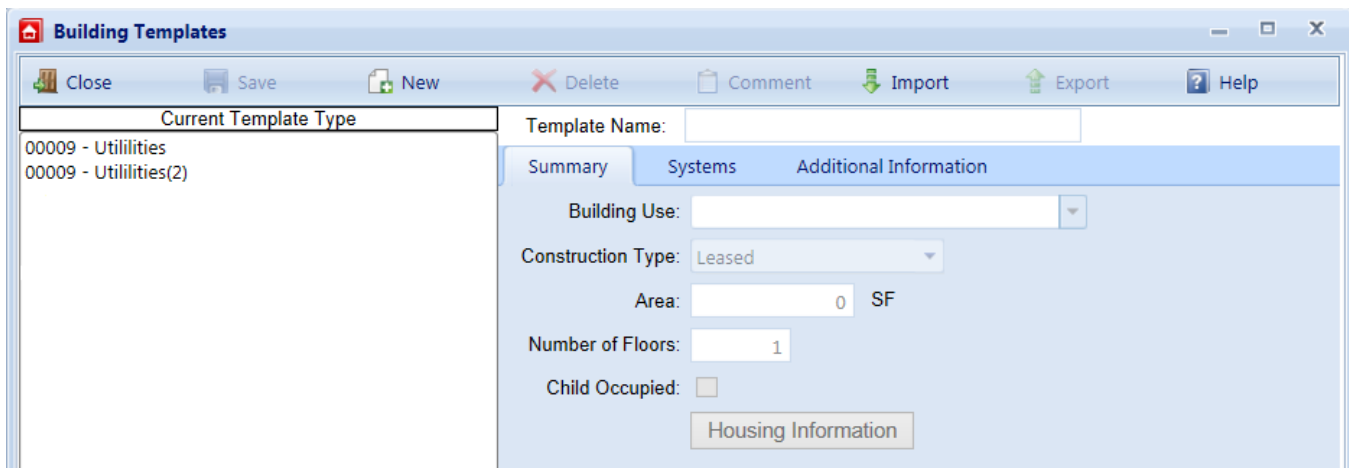 Building Templates
Close Save New Delete Comment Import Export Help
Current Template Type
00009 - Utililities
00009 - Utililities(2)
Template Name:
Summary Systems Additional Information
Building Use:
Construction Type: Leased
Area: 0 SF
Number of Floors: 1
Child Occupied:
Housing Information